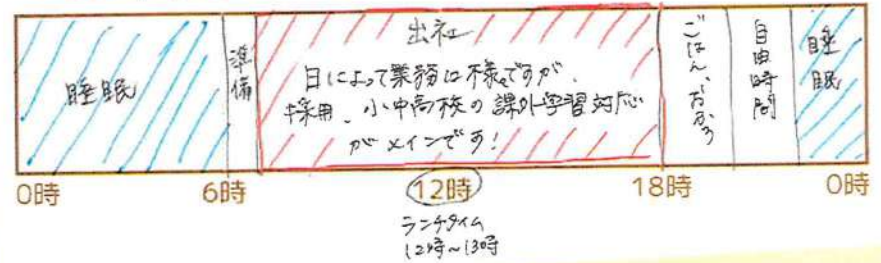 睡眠
準備
出社
日によって業務は様々ですが、
採用、小中高校の課外学習対応
がメインです!
ごはん、おふろ
自由時間
睡眠
0時
6時
12時
18時
0時
ランチタイム
12時~13時